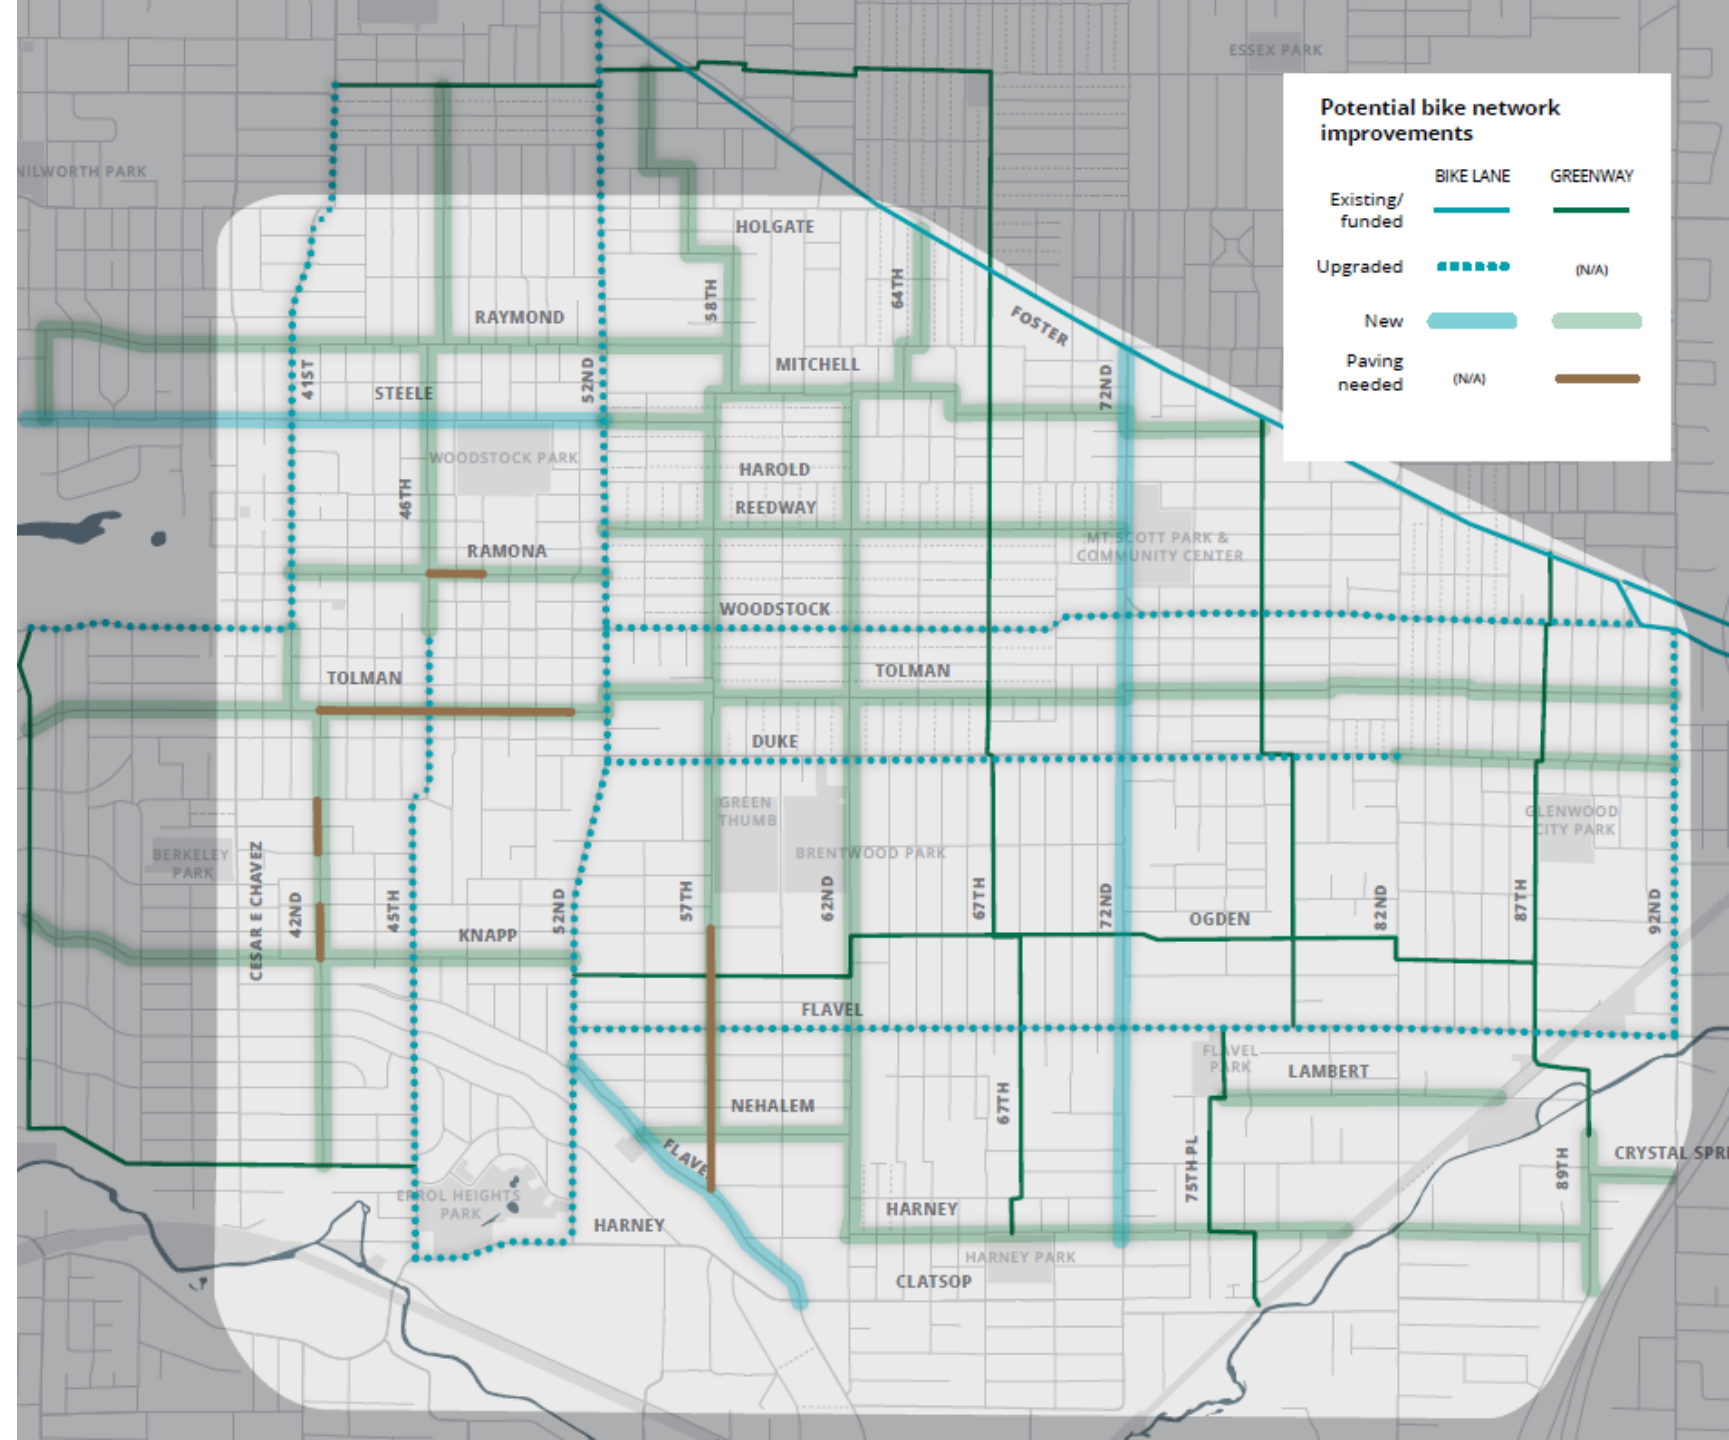 ESSEX PARK
Potential bike network
improvements
BIKE LANE
GREENWAY
Existing/
funded
Upgraded
(N/A)
New
Paving
needed
(N/A)
NILWORTH PARK
HOLGATE
58TH
64TH
RAYMOND
FOSTER
MITCHELL
41ST
52ND
72ND
STEELE
WOODSTOCK PARK
HAROLD
46TH
REEDWAY
MT SCOTT PARK &
COMMUNITY CENTER
RAMONA
WOODSTOCK
TOLMAN
TOLMAN
DUKE
GREEN
THUMB
GLENWOOD
CITY PARK
BERKELEY
PARK
BRENTWOOD PARK
CESAR E CHAVEZ
42ND
45TH
52ND
57TH
62ND
67TH
72ND
82ND
87TH
92ND
OGDEN
KNAPP
FLAVEL
FLAVEL
PARK
LAMBERT
67TH
NEHALEM
FLAVE
75TH PL
89TH
CRYSTAL SPRI
ERROL HEIGHTS
PARK
HARNEY
HARNEY
HARNEY PARK
CLATSOP